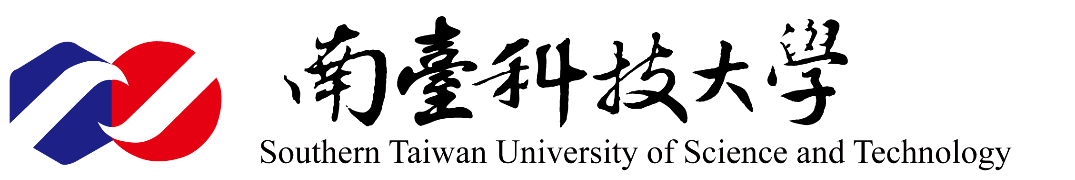 南臺科技大學
Southern Taiwan University of Science and Technology